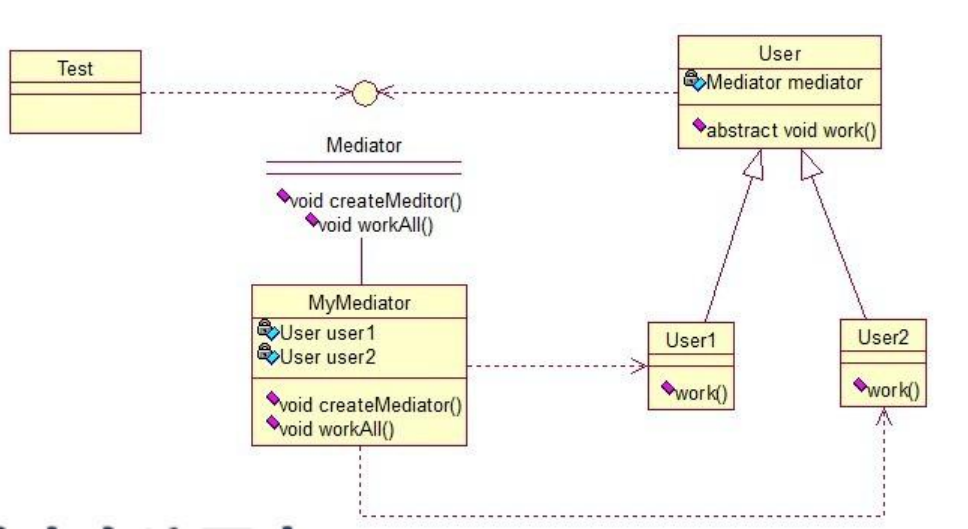 Test
User
Mediator mediator
abstract void work()
Mediator
void createMeditor()
void workAll()
MyMediator
User user1
User user2
void createMediator()
void workAll()
User1
work()
User2
work()